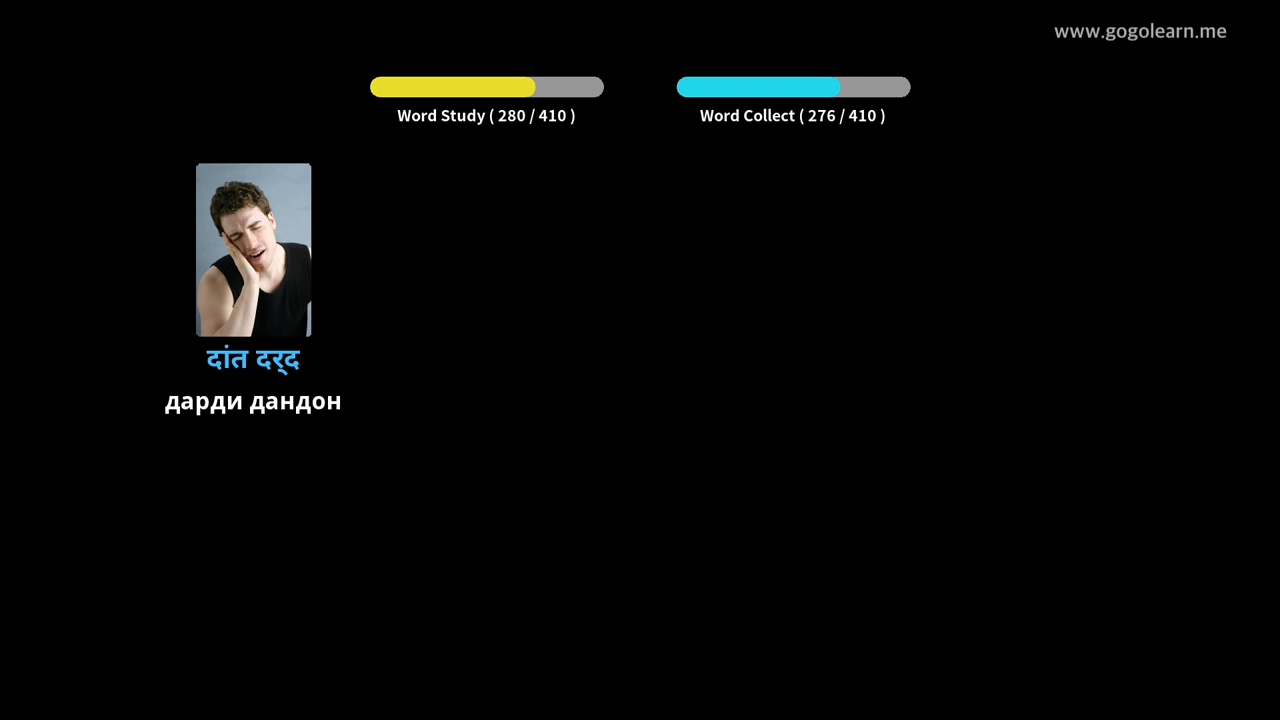 www.gogolearn.me
Word Study ( 280 / 410 )
Word Collect ( 276 / 410 )
दांत दर्द
дарди дандон